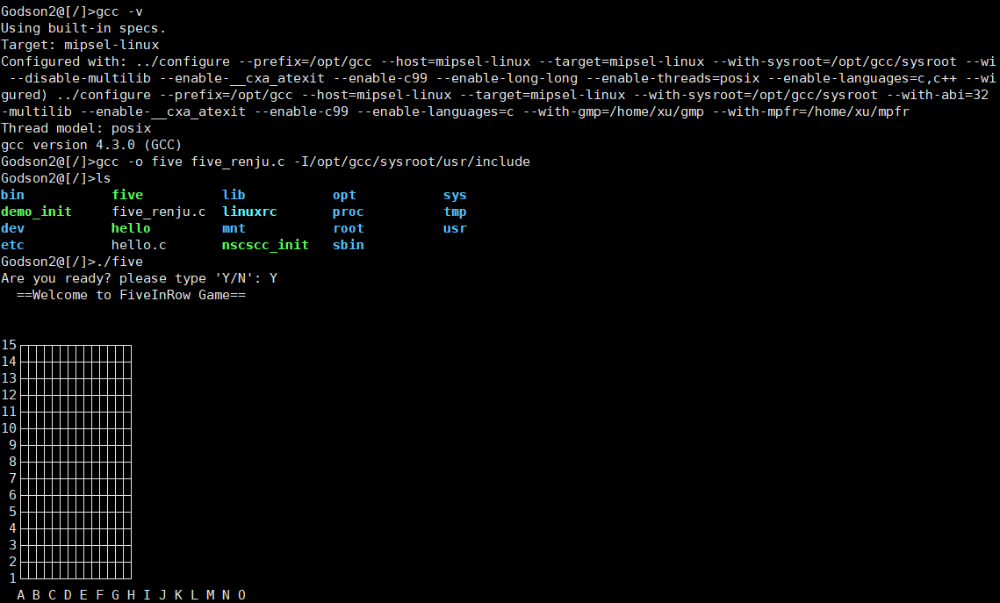 Godson2@[/]>gcc -v
Using built-in specs.
Target: mipsel-linux
Configured with: ../configure --prefix=/opt/gcc --host=mipsel-linux --target=mipsel-linux --with-sysroot=/opt/gcc/sysroot --wi
 --disable-multilib --enable-__cxa_atexit --enable-c99 --enable-long-long --enable-threads=posix --enable-languages=c,c++ --wi
gured) ../configure --prefix=/opt/gcc --host=mipsel-linux --target=mipsel-linux --with-sysroot=/opt/gcc/sysroot --with-abi=32
-multilib --enable-__cxa_atexit --enable-c99 --enable-languages=c --with-gmp=/home/xu/gmp --with-mpfr=/home/xu/mpfr
Thread model: posix
gcc version 4.3.0 (GCC)
Godson2@[/]>gcc -o five five_renju.c -I/opt/gcc/sysroot/usr/include
Godson2@[/]>ls
bin           five          lib           opt           sys
demo_init     five_renju.c  linuxrc       proc          tmp
dev           hello         mnt           root          usr
etc           hello.c       nscscc_init   sbin
Godson2@[/]>./five
Are you ready? please type 'Y/N': Y
  ==Welcome to FiveInRow Game==
15
14
13
12
11
10
9
8
7
6
5
4
3
2
1
A B C D E F G H I J K L M N O